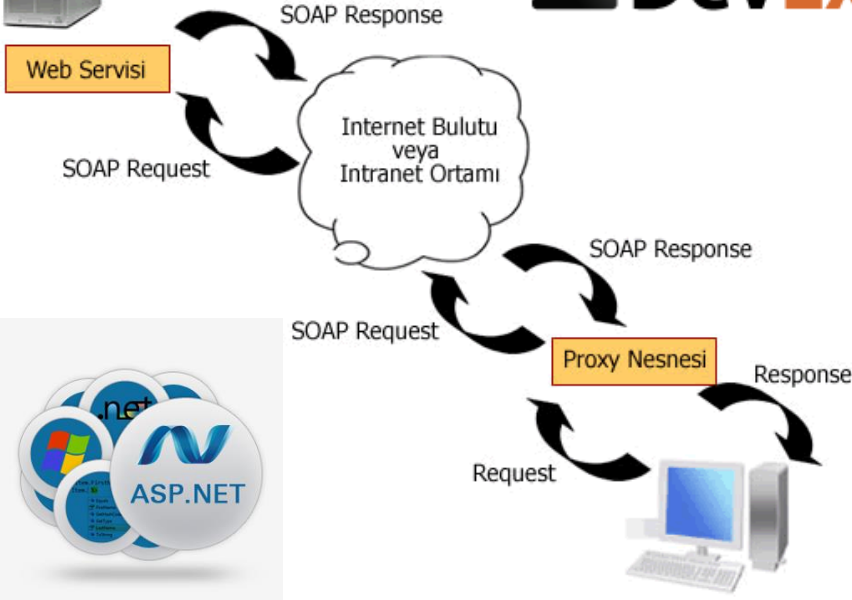 SOAP Response
Web Servisi
SOAP Request
Internet Bulutu
veya
Intranet Ortamı
SOAP Response
SOAP Request
Proxy Nesnesi
Response
Request
.net
ASP.NET